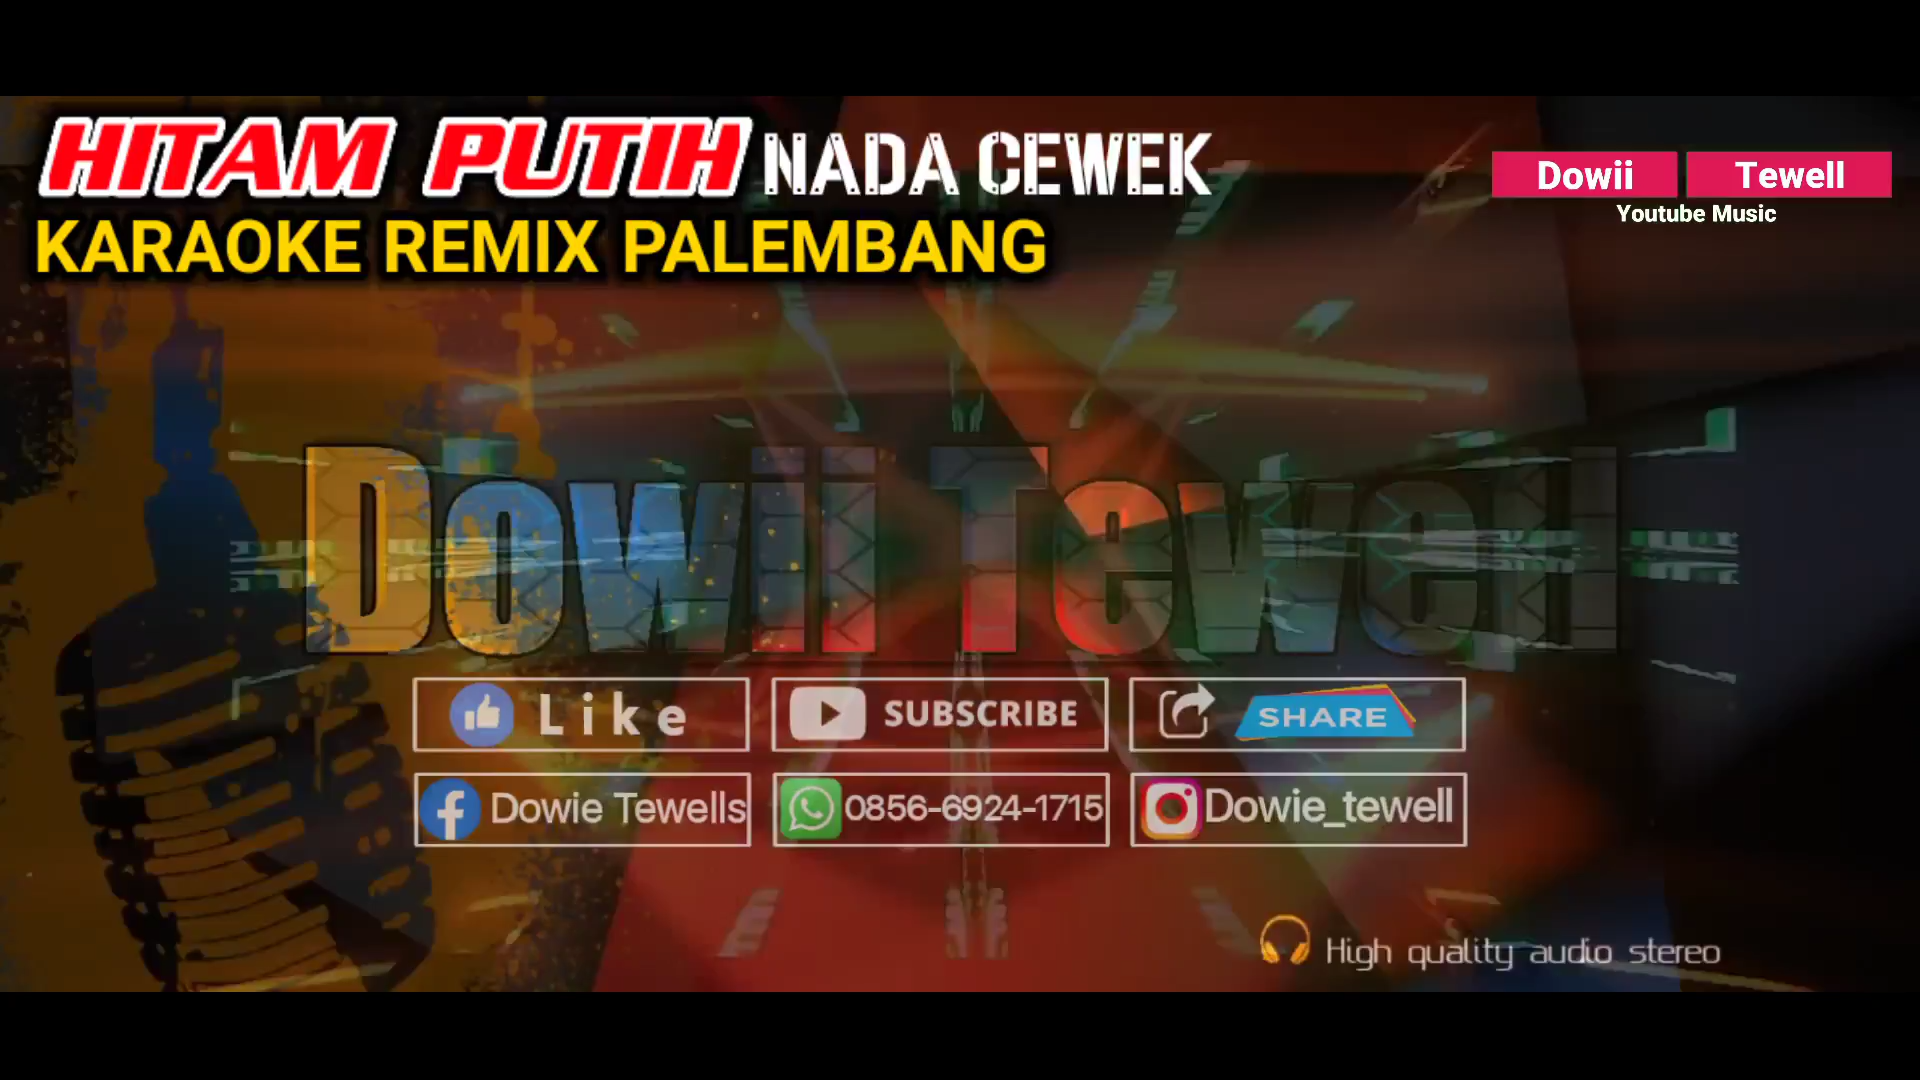 HITAM PUTIH NADA CEWEK
KARAOKE REMIX PALEMBANG
Dowii Tewell
Youtube Music
Dowii Tewell
Like SUBSCRIBE SHARE
Dowie Tewells 0856-6924-1715 Dowie_tewell
High quality audio stereo